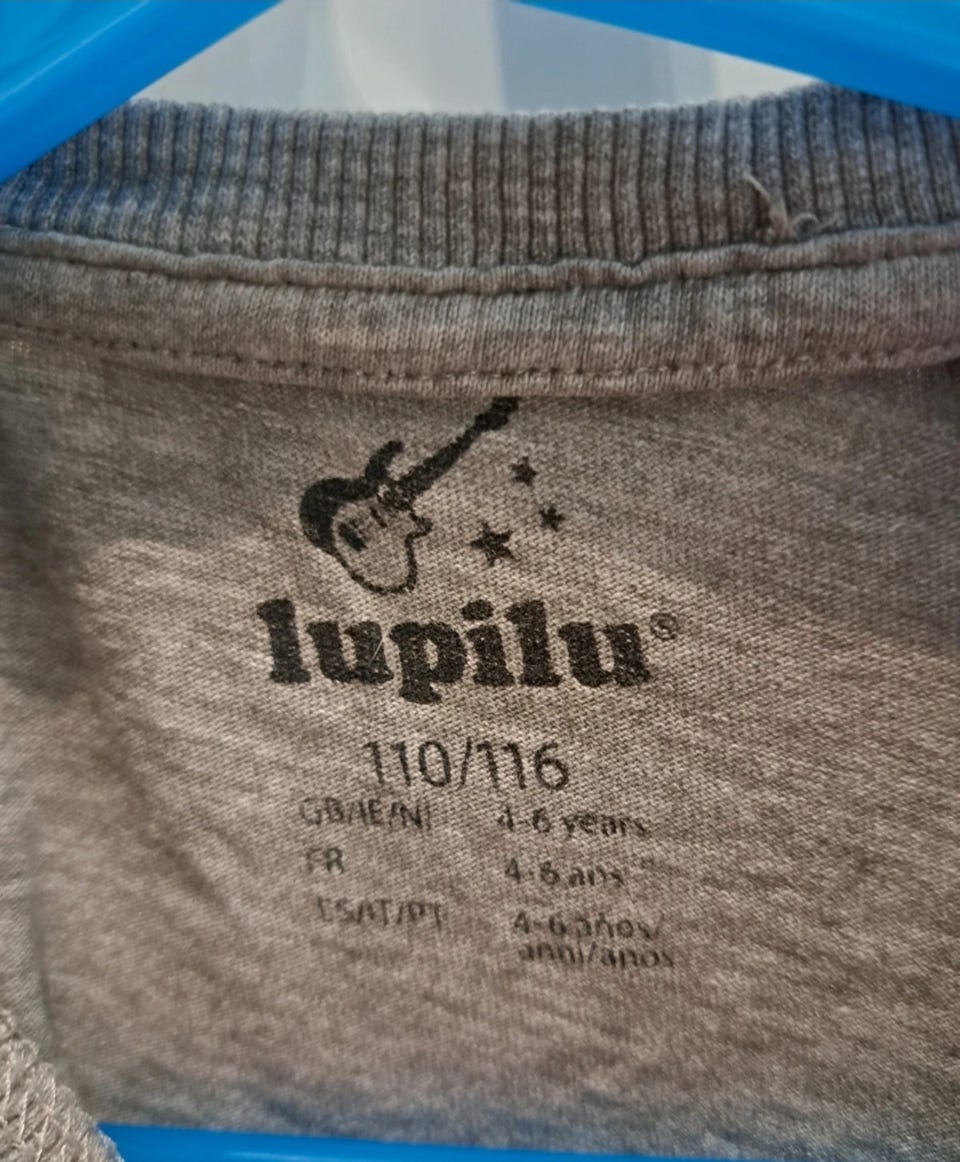 lupilu®
110/116
GB/IE/NI 4-6 years
FR 4-6 ans
ES/IT/PT 4-6 años/
anni/anos